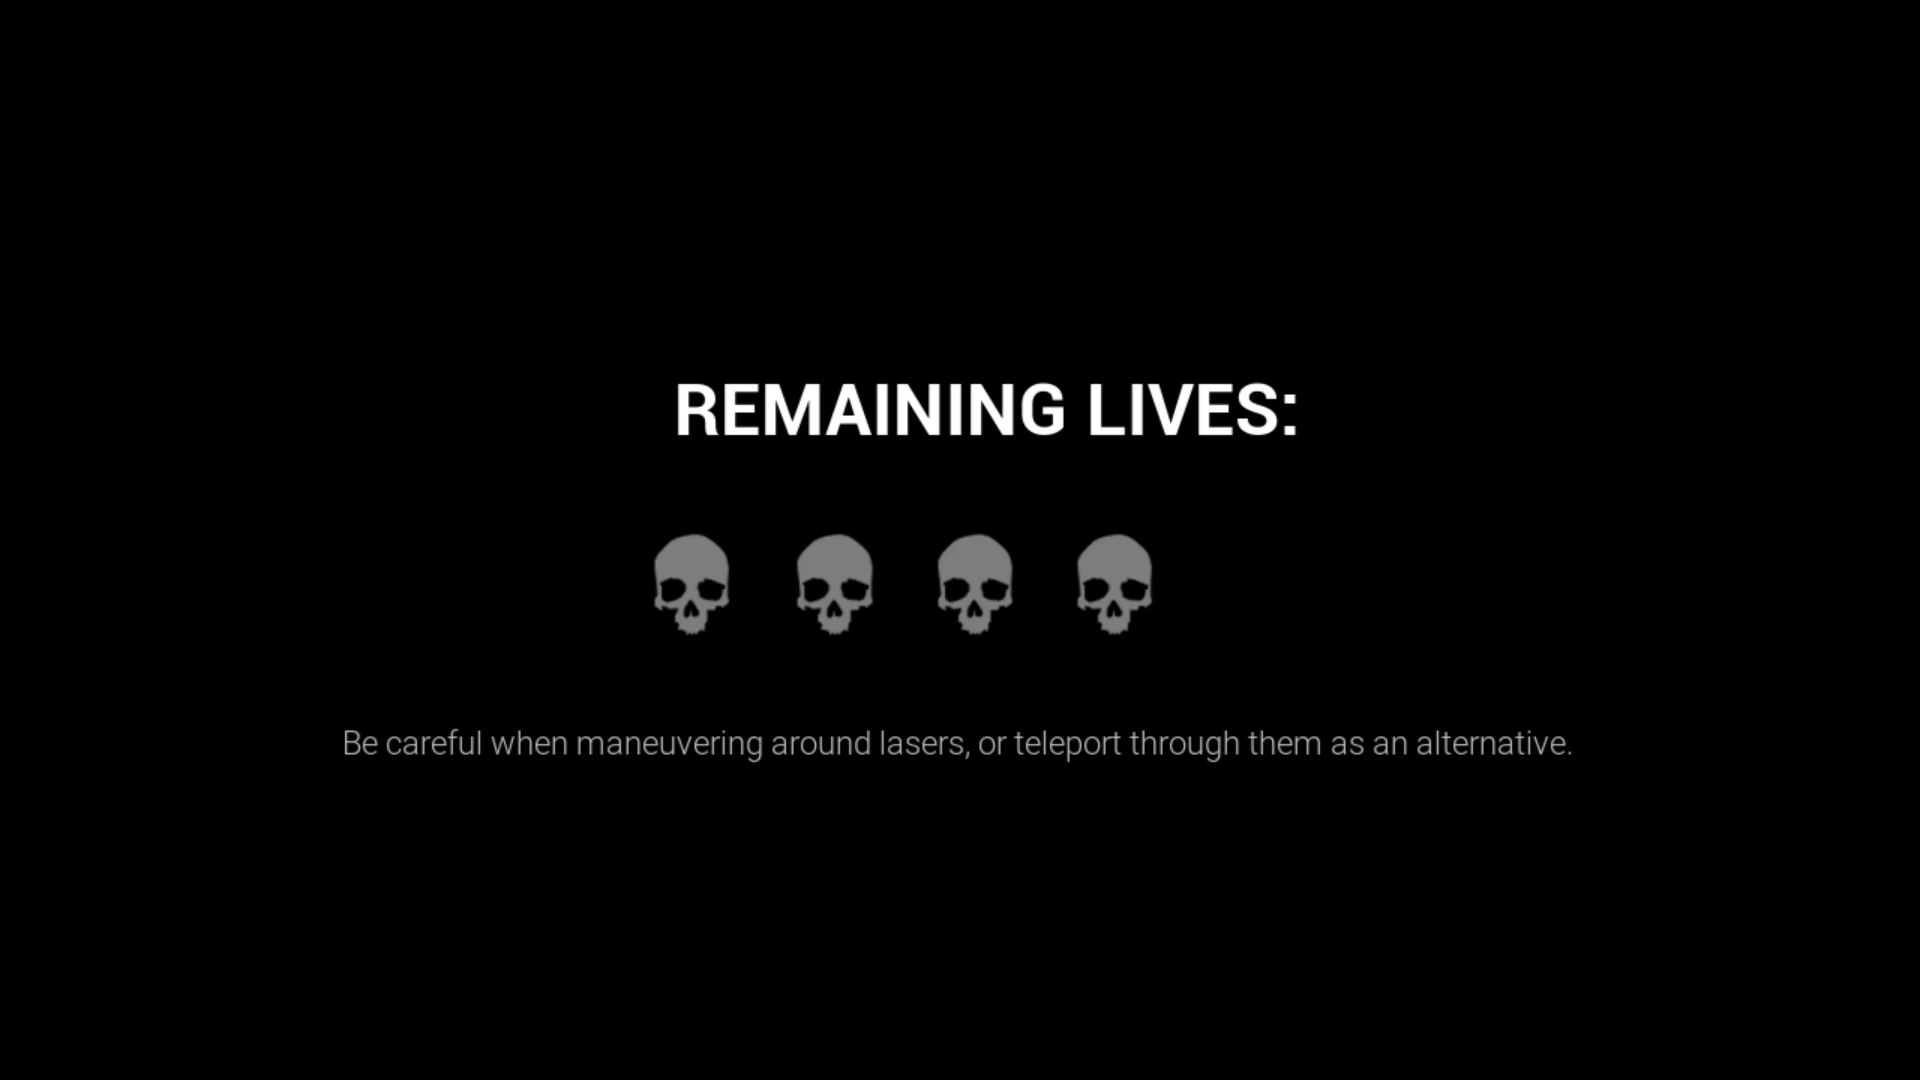 REMAINING LIVES:
Be careful when maneuvering around lasers, or teleport through them as an alternative.